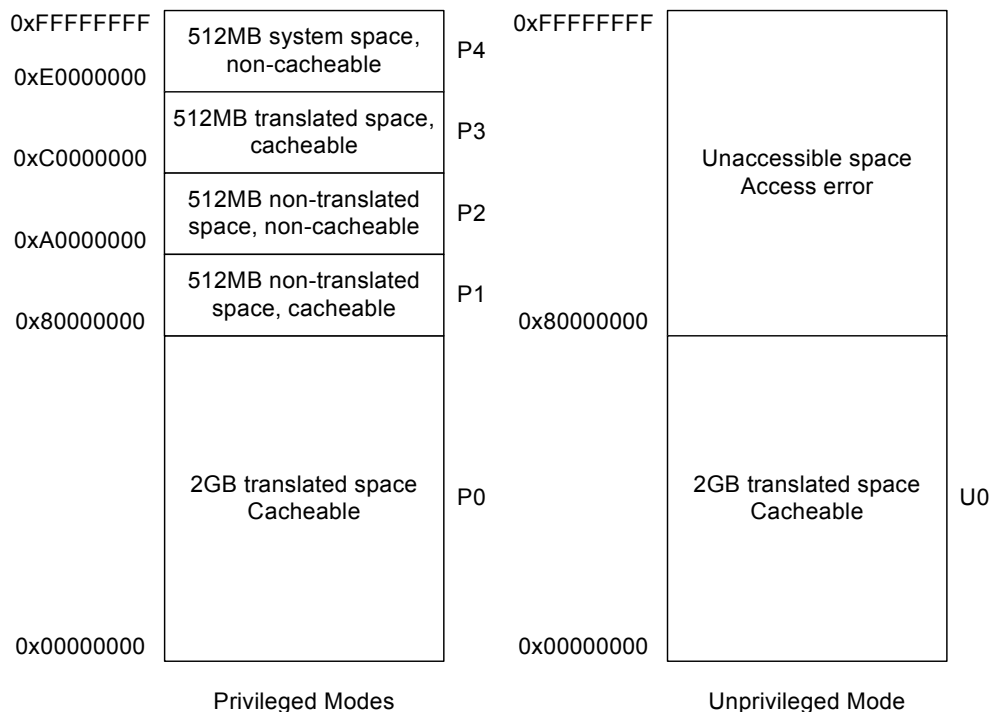 0xFFFFFFFF
512MB system space,
non-cacheable
P4
0xE0000000
512MB translated space,
cacheable
P3
0xC0000000
512MB non-translated
space, non-cacheable
P2
0xA0000000
512MB non-translated
space, cacheable
P1
0x80000000
2GB translated space
Cacheable
P0
0x00000000
Privileged Modes
0xFFFFFFFF
Unaccessible space
Access error
0x80000000
2GB translated space
Cacheable
U0
0x00000000
Unprivileged Mode